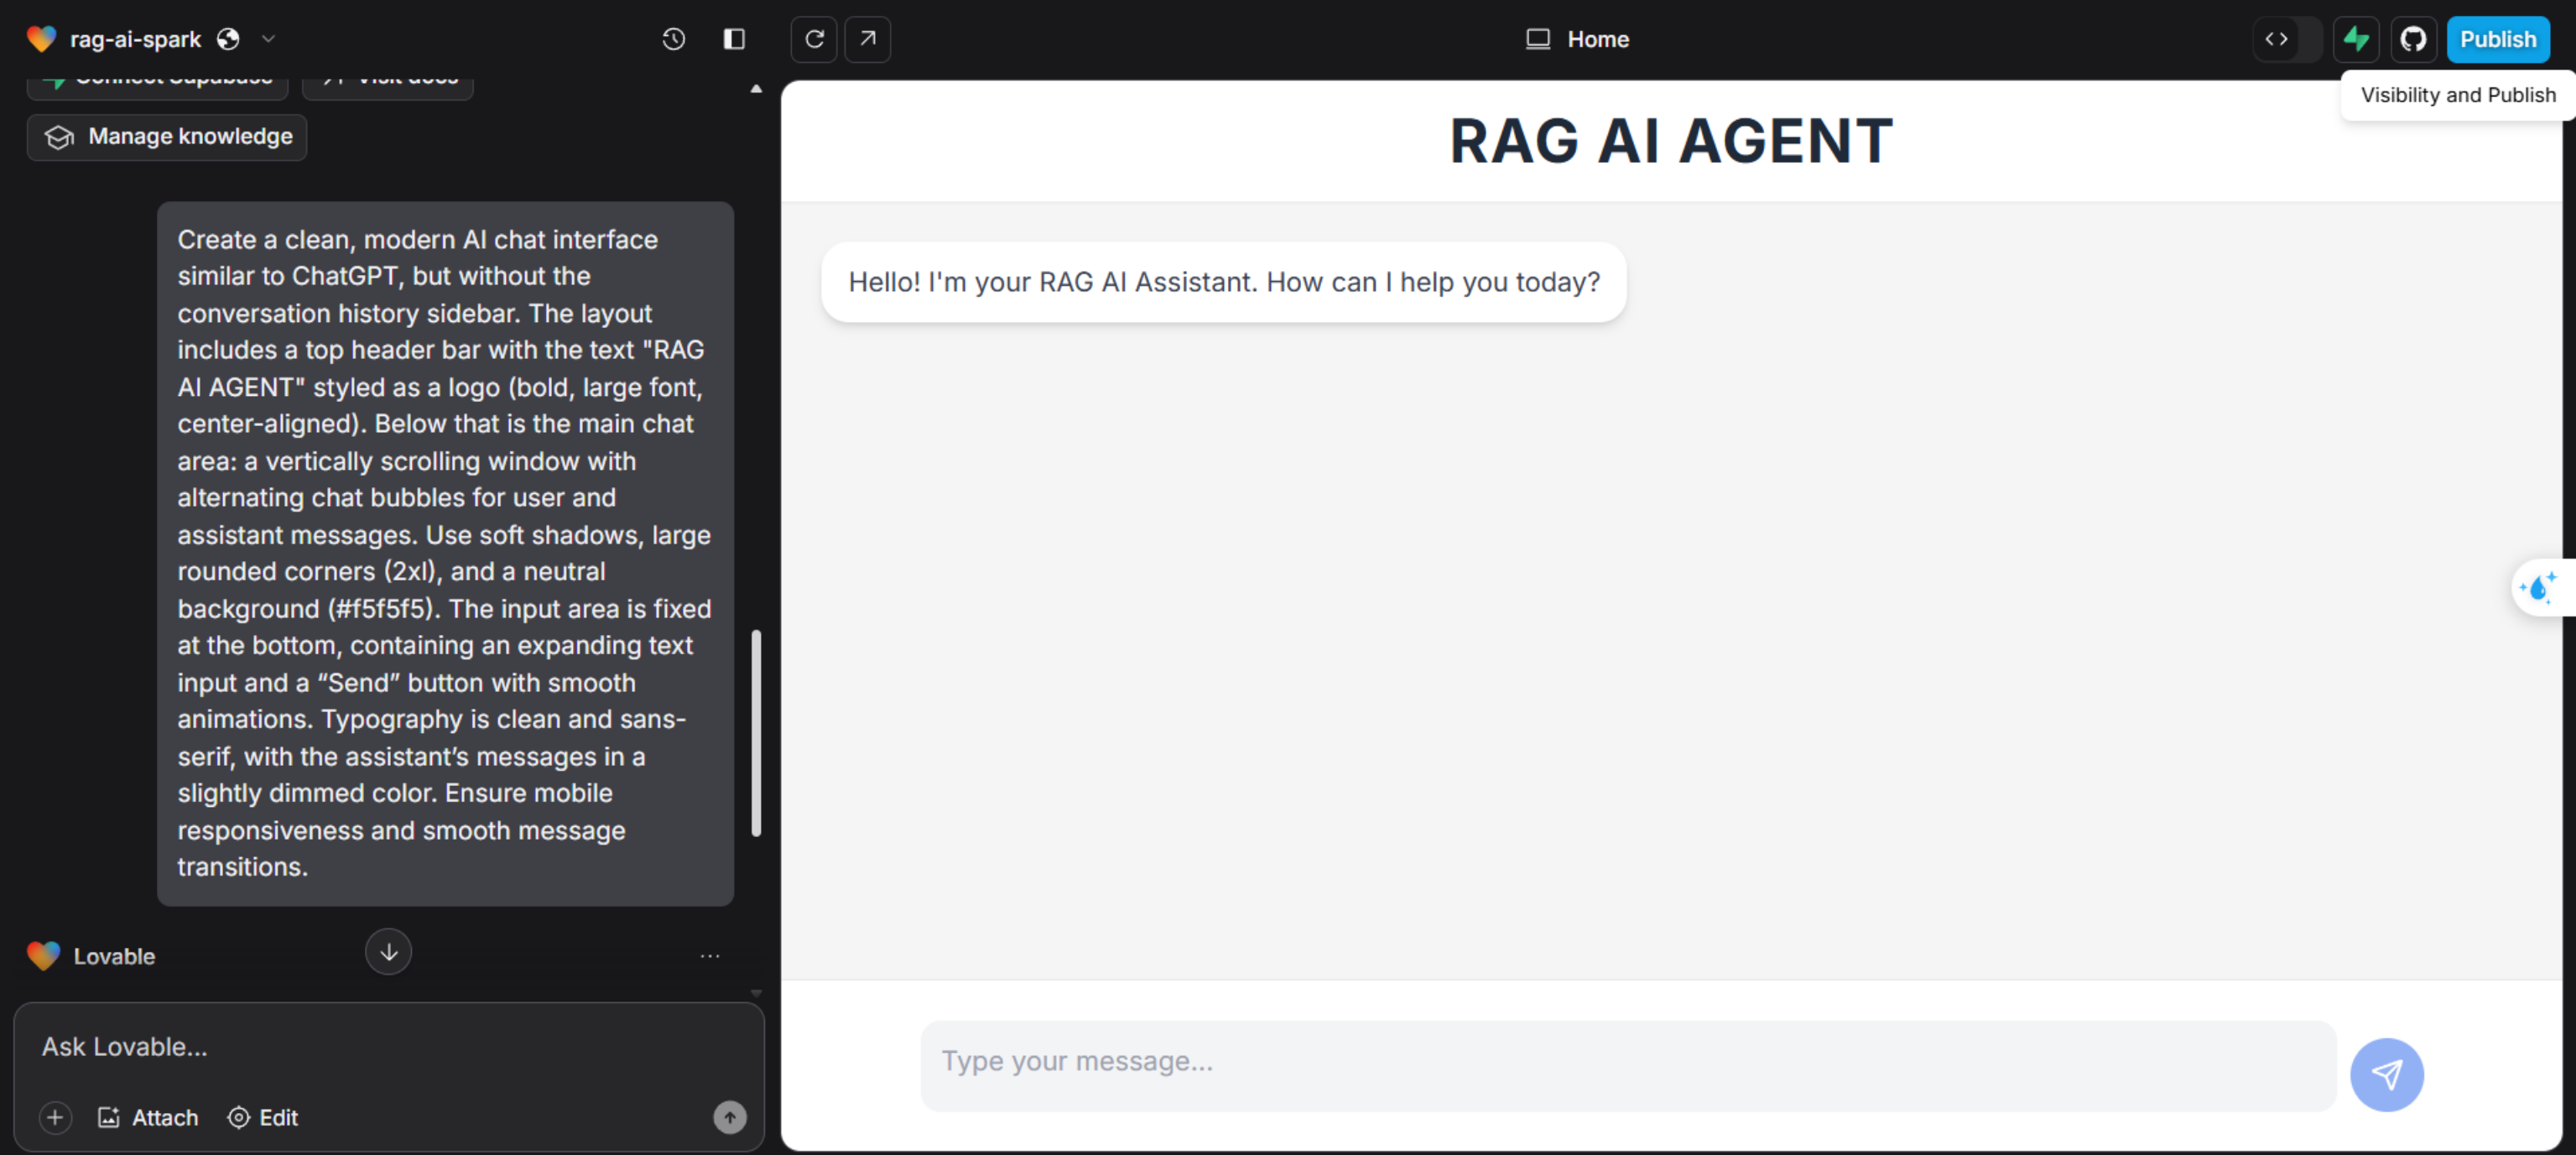 rag-ai-spark
Home
Publish
Visibility and Publish
Connect Supabase
Visit docs
Manage knowledge
Create a clean, modern AI chat interface
similar to ChatGPT, but without the
conversation history sidebar. The layout
includes a top header bar with the text "RAG
AI AGENT" styled as a logo (bold, large font,
center-aligned). Below that is the main chat
area: a vertically scrolling window with
alternating chat bubbles for user and
assistant messages. Use soft shadows, large
rounded corners (2xl), and a neutral
background (#f5f5f5). The input area is fixed
at the bottom, containing an expanding text
input and a “Send” button with smooth
animations. Typography is clean and sans-
serif, with the assistant’s messages in a
slightly dimmed color. Ensure mobile
responsiveness and smooth message
transitions.
Lovable
Ask Lovable...
Attach
Edit
RAG AI AGENT
Hello! I'm your RAG AI Assistant. How can I help you today?
Type your message...